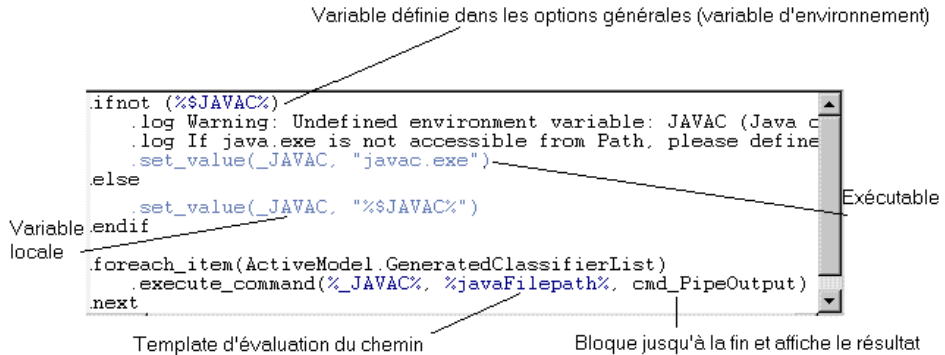 Variable définie dans les options générales (variable d'environnement)
.ifnot (%$JAVAC%)
.log Warning: Undefined environment variable: JAVAC (Java c
.log If java.exe is not accessible from Path, please define
.set_value(_JAVAC, "javac.exe")
.else
Exécutable
.set_value(_JAVAC, "%$JAVAC%")
.endif
Variable
locale
.foreach_item(ActiveModel.GeneratedClassifierList)
.execute_command(%_JAVAC%, %javaFilepath%, cmd_PipeOutput)
.next
Template d'évaluation du chemin
Bloque jusqu'à la fin et affiche le résultat